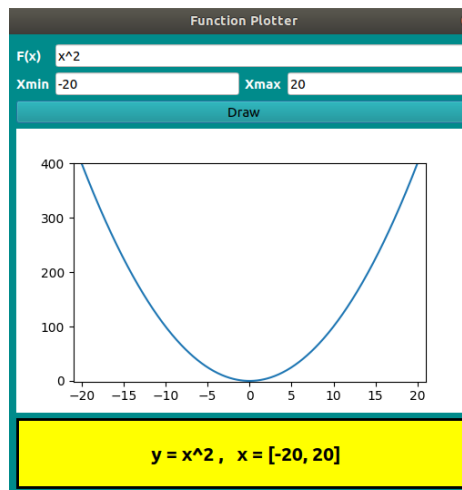 Function Plotter
F(x) x^2
Xmin -20 Xmax 20
Draw
400
300
200
100
0
−20 −15 −10 −5 0 5 10 15 20
y = x^2 ,  x = [-20, 20]